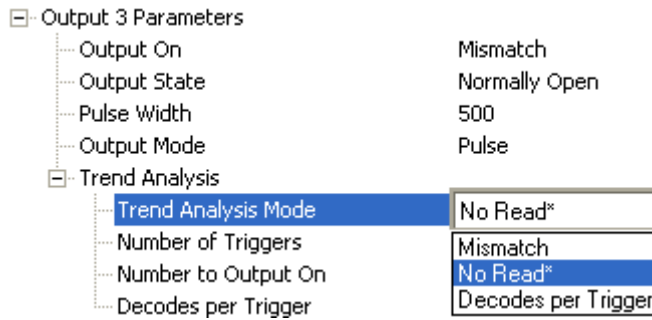 Output 3 Parameters
Output On Mismatch
Output State Normally Open
Pulse Width 500
Output Mode Pulse
Trend Analysis
Trend Analysis Mode No Read*
Number of Triggers Mismatch
Number to Output On No Read*
Decodes per Trigger Decodes per Trigger